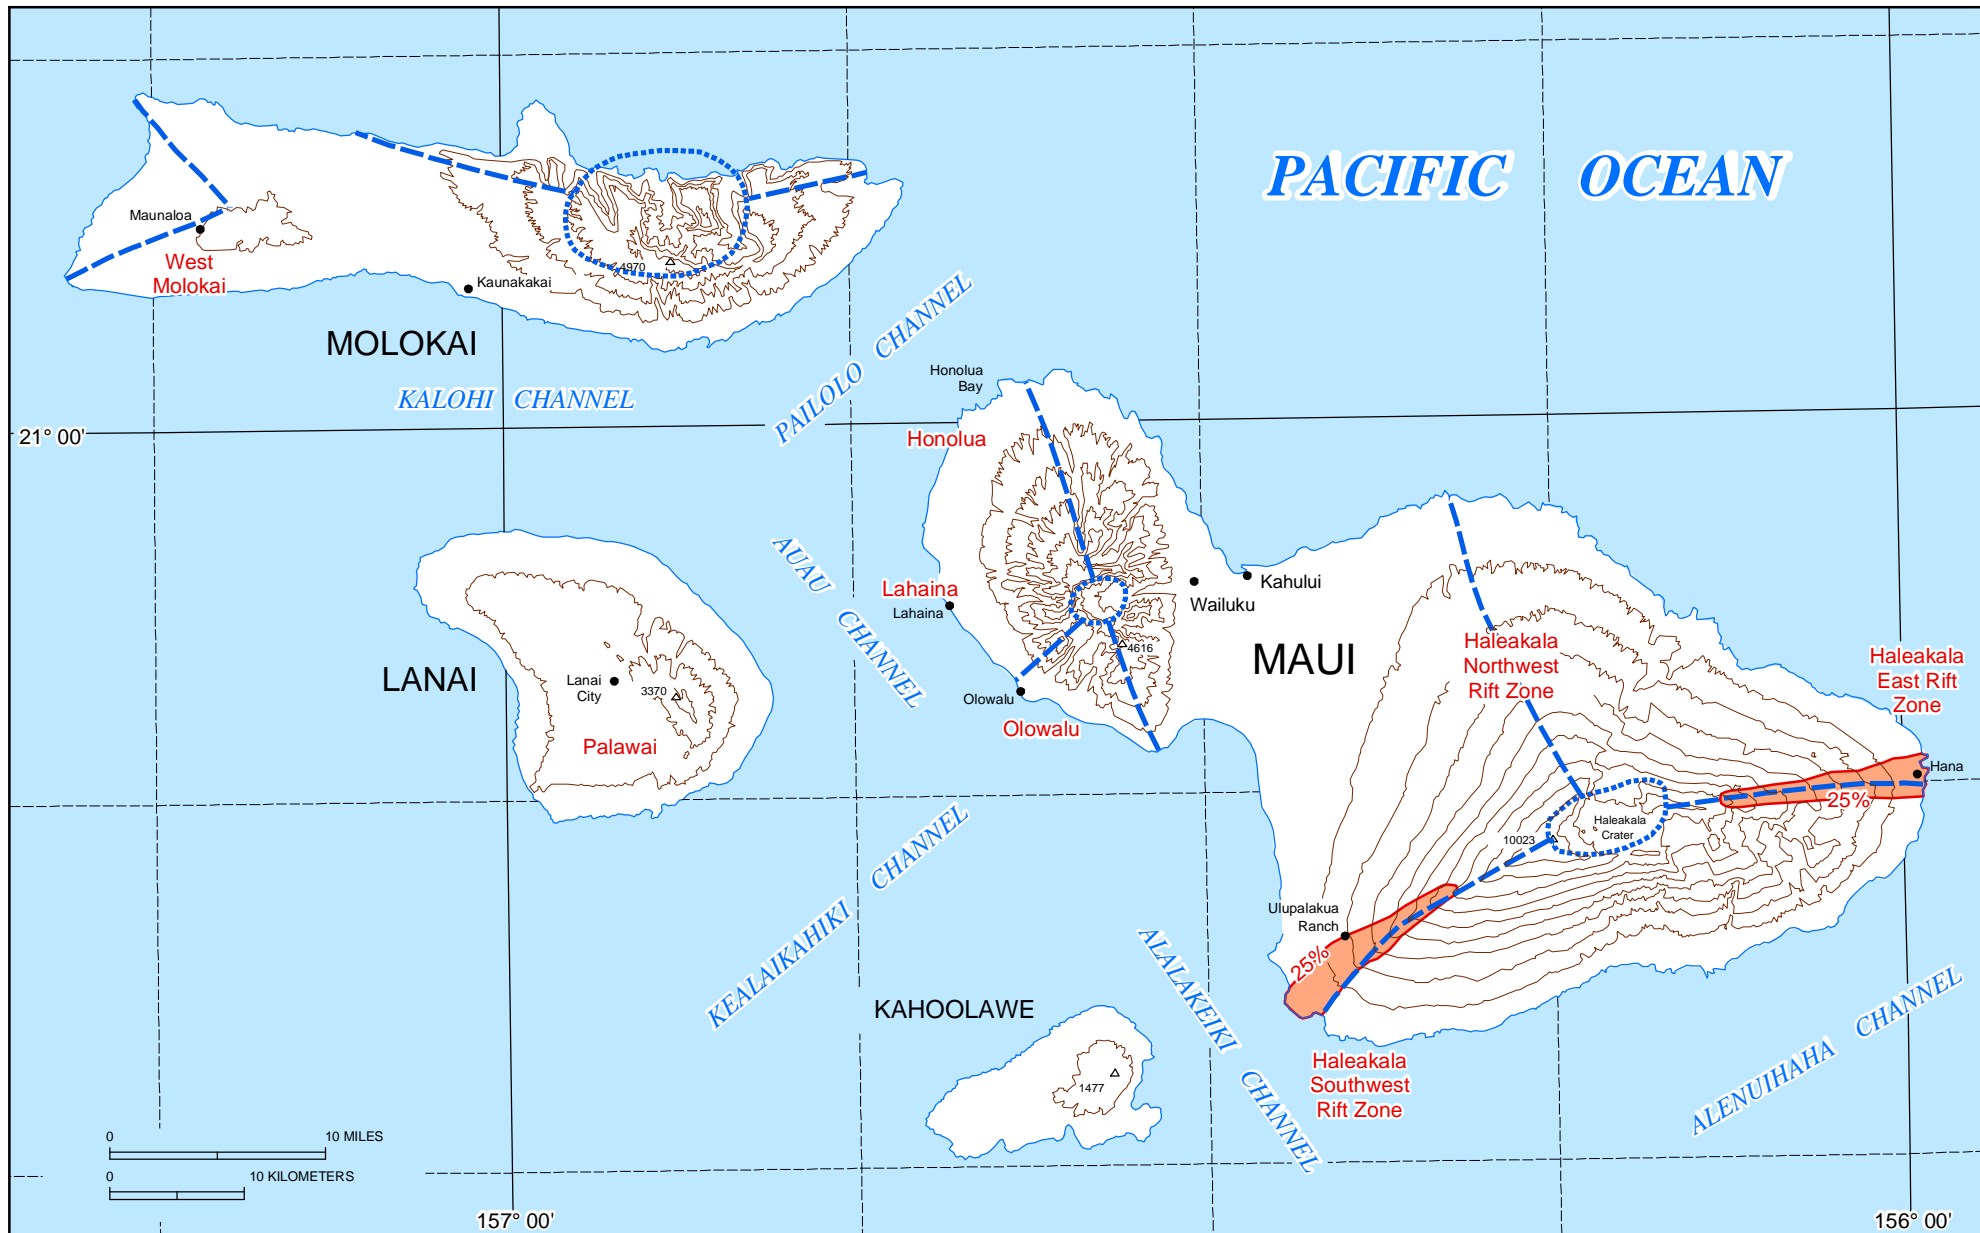 PACIFIC OCEAN
Maunaloa
West
Molokai
4970
Kaunakakai
MOLOKAI
KALOHI CHANNEL
PAILOLO CHANNEL
Honolua
Bay
21° 00'
Honolua
AUAU CHANNEL
Lahaina
Lahaina
Kahului
Wailuku
4616
MAUI
Haleakala
Northwest
Rift Zone
Haleakala
East Rift
Zone
LANAI
Lanai
City
3370
Palawai
Olowalu
Olowalu
Hana
25%
Haleakala
Crater
10023
KEALAIKAHIKI CHANNEL
Ulupalakua
Ranch
25%
ALALAKEIKI CHANNEL
KAHOOLAWE
1477
Haleakala
Southwest
Rift Zone
ALENUIHAHA CHANNEL
0 10 MILES
0 10 KILOMETERS
157° 00'
156° 00'